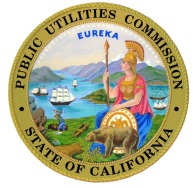 PUBLIC UTILITIES COMMISSION
EUREKA
STATE OF CALIFORNIA